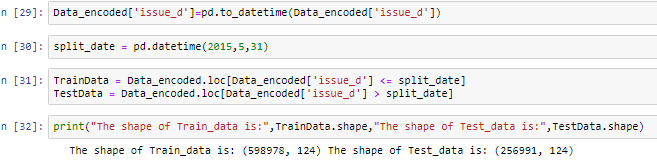 n [29]: Data_encoded['issue_d']=pd.to_datetime(Data_encoded['issue_d'])
n [30]: split_date = pd.datetime(2015,5,31)
n [31]: TrainData = Data_encoded.loc[Data_encoded['issue_d'] <= split_date]
TestData = Data_encoded.loc[Data_encoded['issue_d'] > split_date]
n [32]: print("The shape of Train_data is:",TrainData.shape,"The shape of Test_data is:",TestData.shape)
The shape of Train_data is: (598978, 124) The shape of Test_data is: (256991, 124)